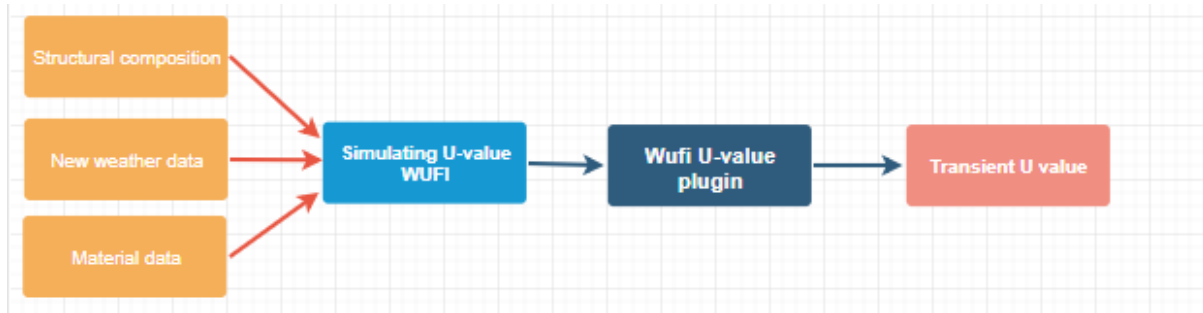 Structural composition
New weather data
Material data
Simulating U-value
WUFI
Wufi U-value
plugin
Transient U value